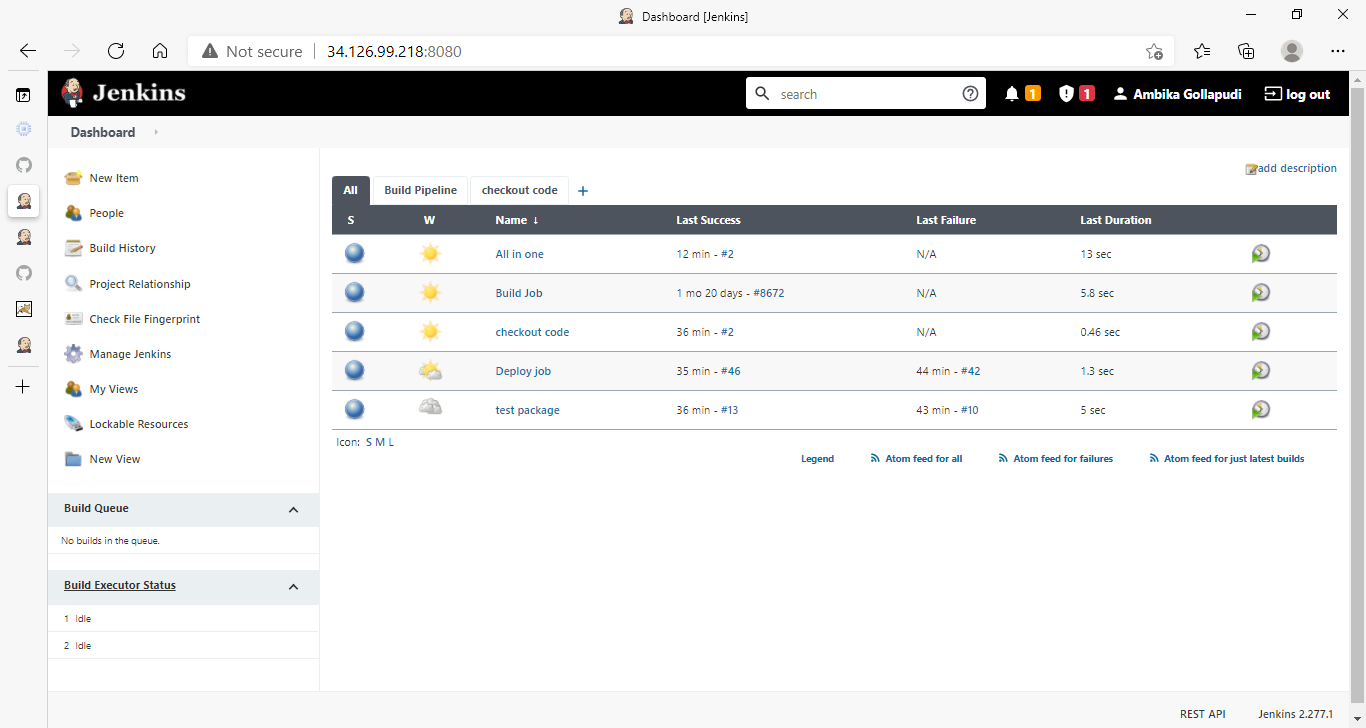 Dashboard [Jenkins]
Not secure 34.126.99.218:8080
Jenkins search 1 1 Ambika Gollapudi log out
Dashboard
add description
New Item
People
Build History
Project Relationship
Check File Fingerprint
Manage Jenkins
My Views
Lockable Resources
New View
Build Queue
No builds in the queue.
Build Executor Status
1 Idle
2 Idle
All Build Pipeline checkout code +
S W Name ↓ Last Success Last Failure Last Duration
All in one 12 min - #2 N/A 13 sec
Build Job 1 mo 20 days - #8672 N/A 5.8 sec
checkout code 36 min - #2 N/A 0.46 sec
Deploy job 35 min - #46 44 min - #42 1.3 sec
test package 36 min - #13 43 min - #10 5 sec
Icon: S M L
Legend Atom feed for all Atom feed for failures Atom feed for just latest builds
REST API Jenkins 2.277.1